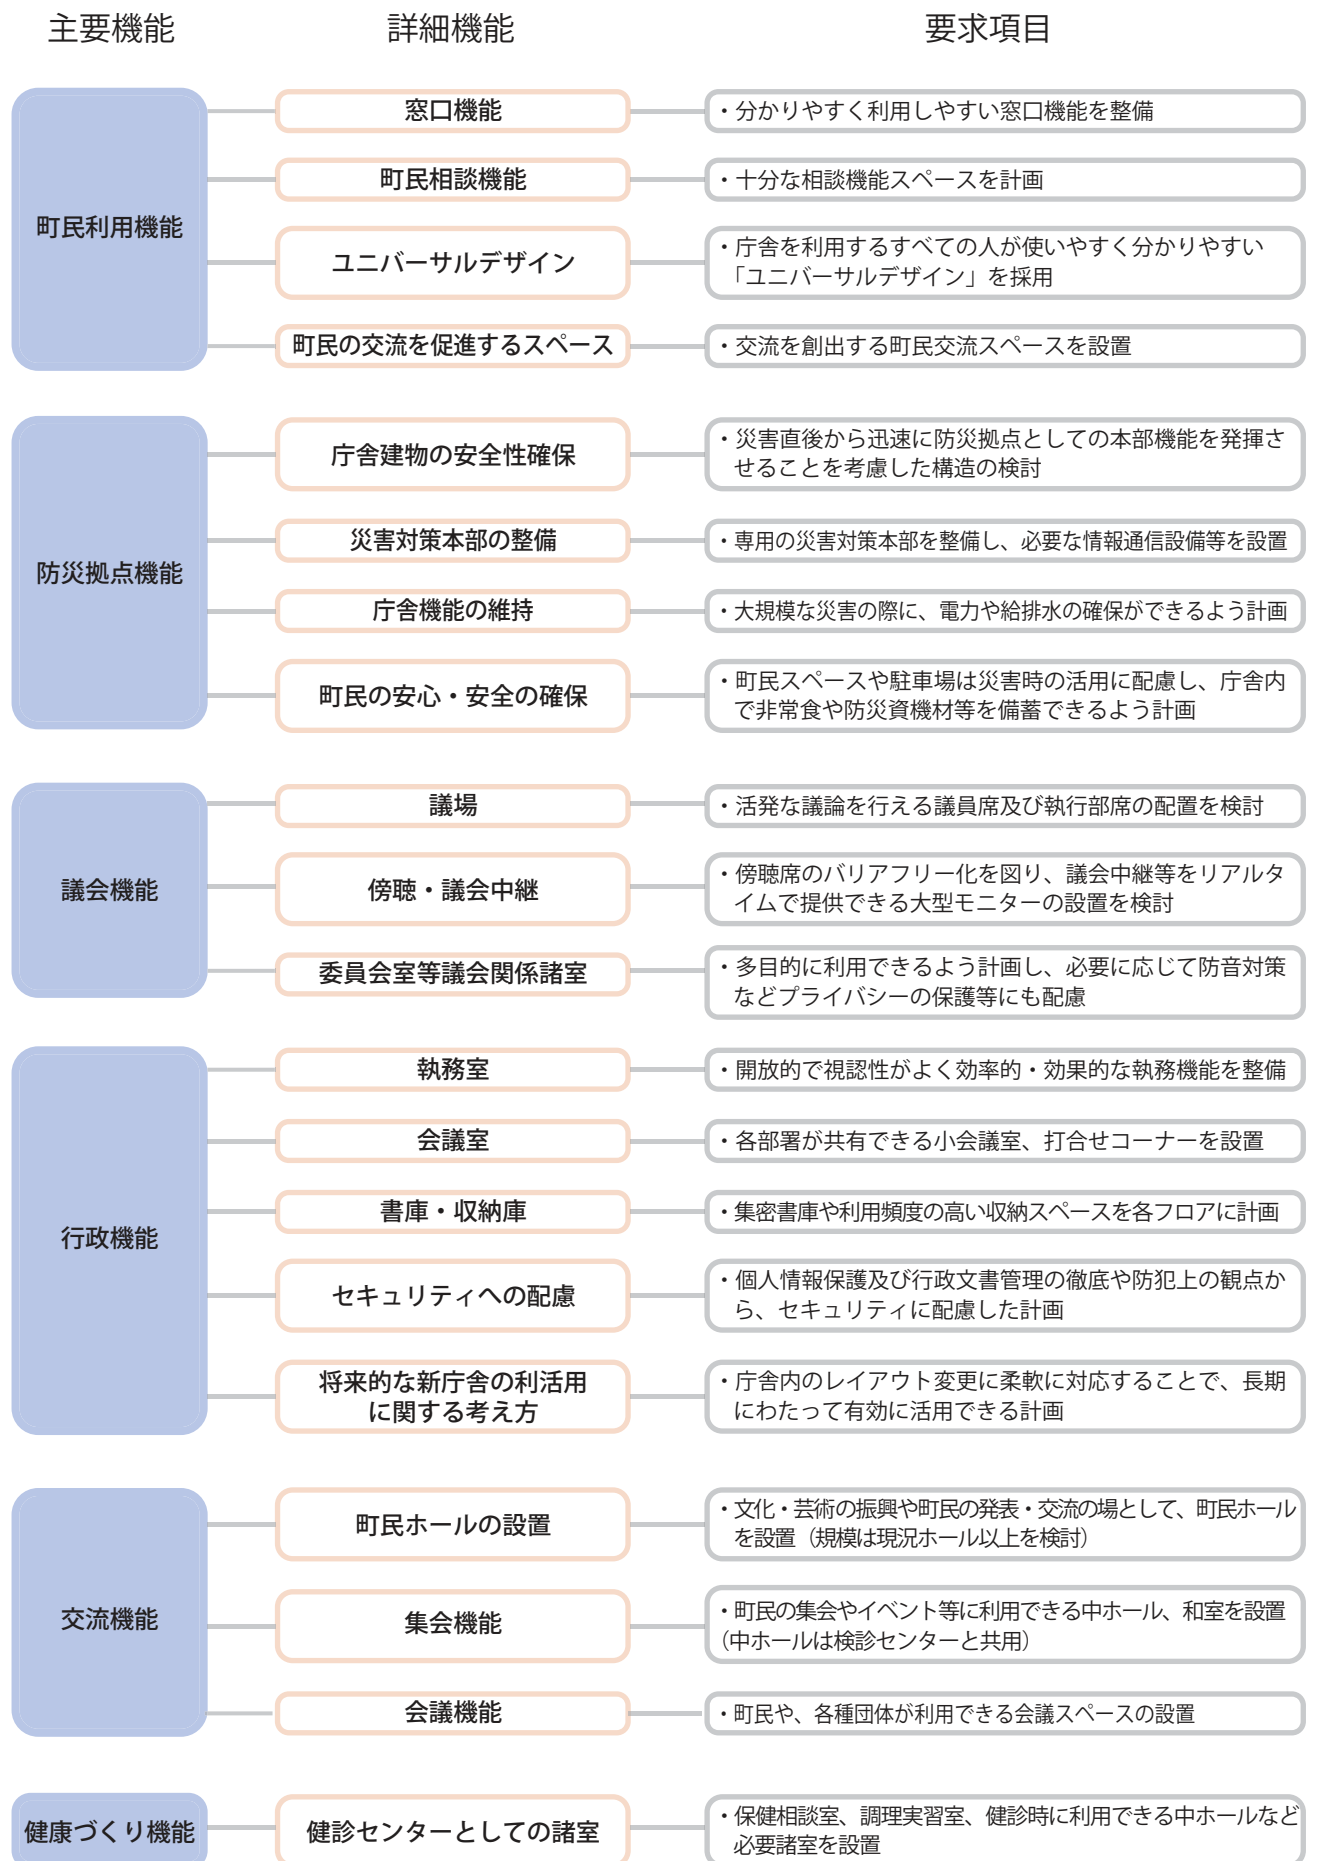 主要機能
詳細機能
要求項目
町民利用機能
窓口機能
・分かりやすく利用しやすい窓口機能を整備
町民相談機能
・十分な相談機能スペースを計画
ユニバーサルデザイン
・庁舎を利用するすべての人が使いやすく分かりやすい
「ユニバーサルデザイン」を採用
町民の交流を促進するスペース
・交流を創出する町民交流スペースを設置
防災拠点機能
庁舎建物の安全性確保
・災害直後から迅速に防災拠点としての本部機能を発揮さ
せることを考慮した構造の検討
災害対策本部の整備
・専用の災害対策本部を整備し、必要な情報通信設備等を設置
庁舎機能の維持
・大規模な災害の際に、電力や給排水の確保ができるよう計画
町民の安心・安全の確保
・町民スペースや駐車場は災害時の活用に配慮し、庁舎内
で非常食や防災資機材等を備蓄できるよう計画
議会機能
議場
・活発な議論を行える議員席及び執行部席の配置を検討
傍聴・議会中継
・傍聴席のバリアフリー化を図り、議会中継等をリアルタ
イムで提供できる大型モニターの設置を検討
委員会室等議会関係諸室
・多目的に利用できるよう計画し、必要に応じて防音対策
などプライバシーの保護等にも配慮
行政機能
執務室
・開放的で視認性がよく効率的・効果的な執務機能を整備
会議室
・各部署が共有できる小会議室、打合せコーナーを設置
書庫・収納庫
・集密書庫や利用頻度の高い収納スペースを各フロアに計画
セキュリティへの配慮
・個人情報保護及び行政文書管理の徹底や防犯上の観点か
ら、セキュリティに配慮した計画
将来的な新庁舎の利活用
に関する考え方
・庁舎内のレイアウト変更に柔軟に対応することで、長期
にわたって有効に活用できる計画
交流機能
町民ホールの設置
・文化・芸術の振興や町民の発表・交流の場として、町民ホール
を設置（規模は現況ホール以上を検討）
集会機能
・町民の集会やイベント等に利用できる中ホール、和室を設置
（中ホールは検診センターと共用）
会議機能
・町民や、各種団体が利用できる会議スペースの設置
健康づくり機能
健診センターとしての諸室
・保健相談室、調理実習室、健診時に利用できる中ホールなど
必要諸室を設置